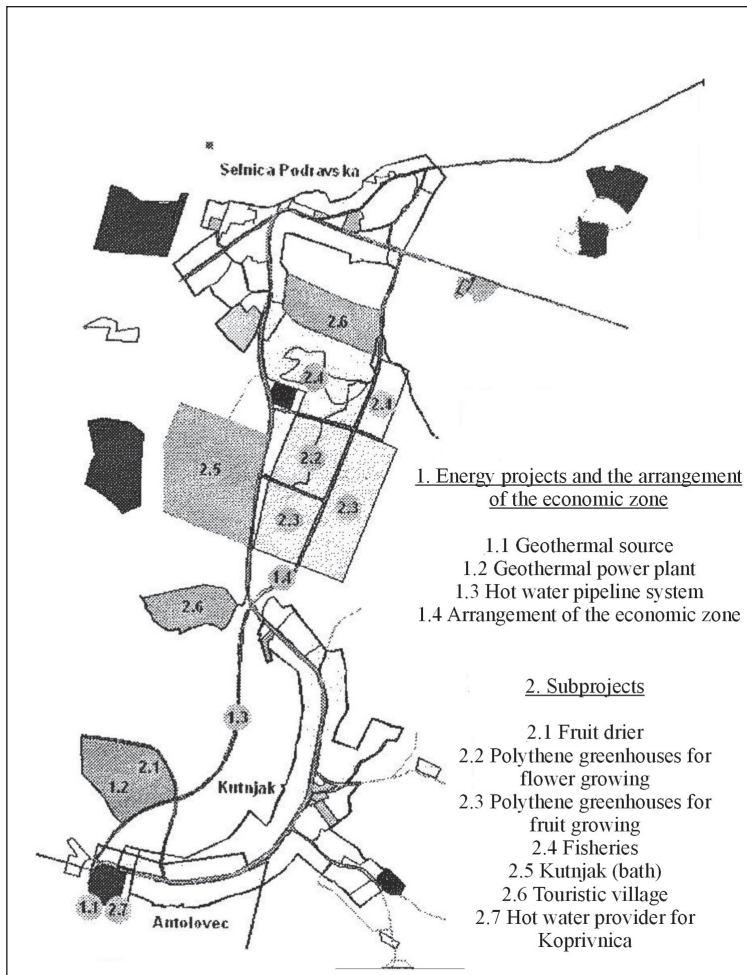 Selnica Podravska
2.6
2.4
2.4
2.2
2.5
2.3
2.3
1. Energy projects and the arrangement
of the economic zone
1.1 Geothermal source
1.2 Geothermal power plant
1.3 Hot water pipeline system
1.4 Arrangement of the economic zone
1.4
2.6
2. Subprojects
2.1 Fruit drier
2.2 Polythene greenhouses for
flower growing
2.3 Polythene greenhouses for
fruit growing
2.4 Fisheries
2.5 Kutnjak (bath)
2.6 Touristic village
2.7 Hot water provider for
Koprivnica
1.3
2.1
1.2
Kutnjak
1.1 2.7
Antolovec